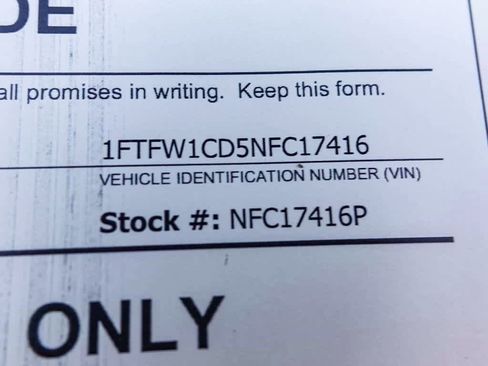 DE
all promises in writing. Keep this form.
1FTFW1CD5NFC17416
VEHICLE IDENTIFICATION NUMBER (VIN)
Stock #: NFC17416P
ONLY